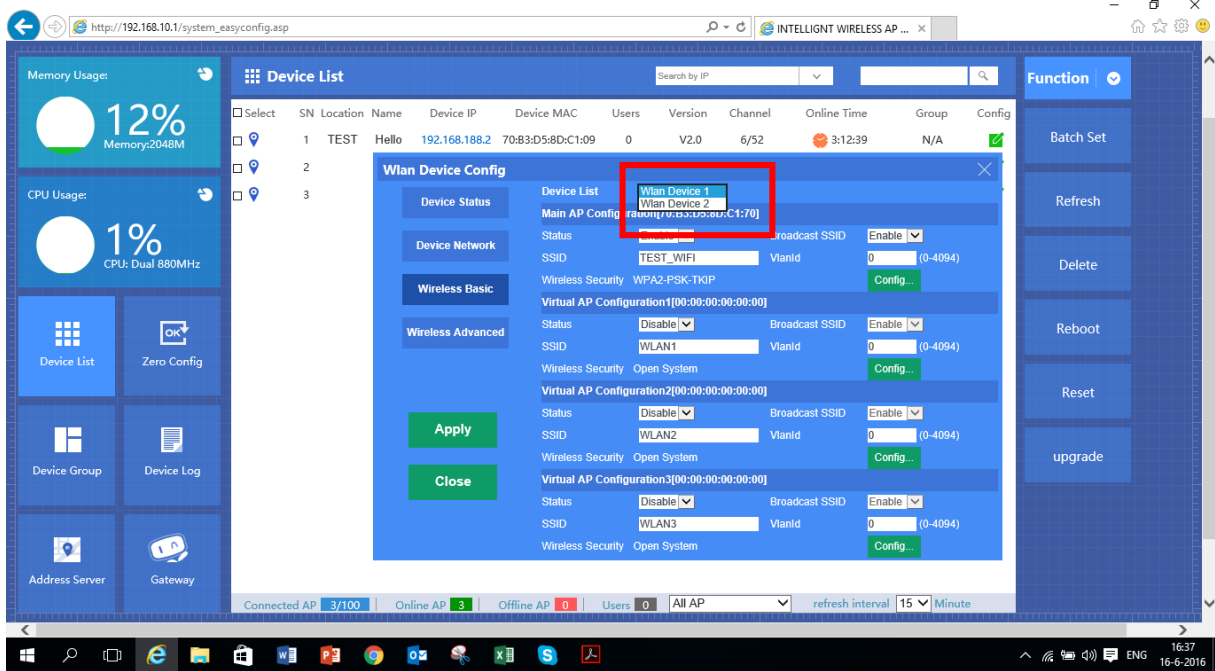 http://192.168.10.1/system_easyconfig.asp
INTELLIGNT WIRELESS AP ...
Memory Usage:
12%
Memory:2048M
CPU Usage:
1%
CPU: Dual 880MHz
Device List
Zero Config
Device Group
Device Log
Address Server
Gateway
Device List
Search by IP
Select SN Location Name Device IP Device MAC Users Version Channel Online Time Group Config
1 TEST Hello 192.168.188.2 70:B3:D5:8D:C1:09 0 V2.0 6/52 3:12:39 N/A
2
3
Wlan Device Config
Device Status
Device Network
Wireless Basic
Wireless Advanced
Apply
Close
Device List Wlan Device 1
Wlan Device 2
Main AP Configuration[70:B3:D5:8D:C1:70]
Status Enable Broadcast SSID Enable
SSID TEST_WIFI VlanId 0 (0-4094)
Wireless Security WPA2-PSK-TKIP Config...
Virtual AP Configuration1[00:00:00:00:00:00]
Status Disable Broadcast SSID Enable
SSID WLAN1 VlanId 0 (0-4094)
Wireless Security Open System Config...
Virtual AP Configuration2[00:00:00:00:00:00]
Status Disable Broadcast SSID Enable
SSID WLAN2 VlanId 0 (0-4094)
Wireless Security Open System Config...
Virtual AP Configuration3[00:00:00:00:00:00]
Status Disable Broadcast SSID Enable
SSID WLAN3 VlanId 0 (0-4094)
Wireless Security Open System Config...
Connected AP 3/100 Online AP 3 Offline AP 0 Users 0 All AP refresh interval 15 Minute
Function
Batch Set
Refresh
Delete
Reboot
Reset
upgrade
ENG
16:37
16-6-2016